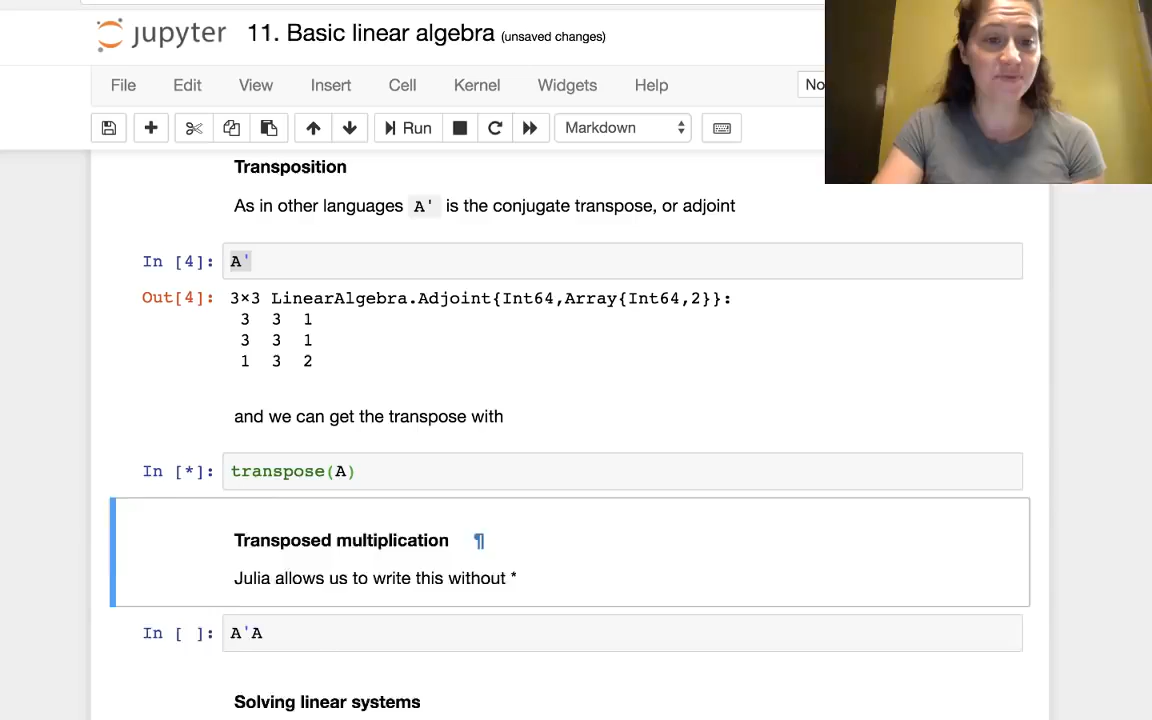 jupyter 11. Basic linear algebra (unsaved changes)
File Edit View Insert Cell Kernel Widgets Help No
Run Markdown
Transposition
As in other languages A' is the conjugate transpose, or adjoint
In [4]: A'
Out[4]: 3×3 LinearAlgebra.Adjoint{Int64,Array{Int64,2}}:
3 3 1
3 3 1
1 3 2
and we can get the transpose with
In [*]: transpose(A)
Transposed multiplication ¶
Julia allows us to write this without *
In [ ]: A'A
Solving linear systems